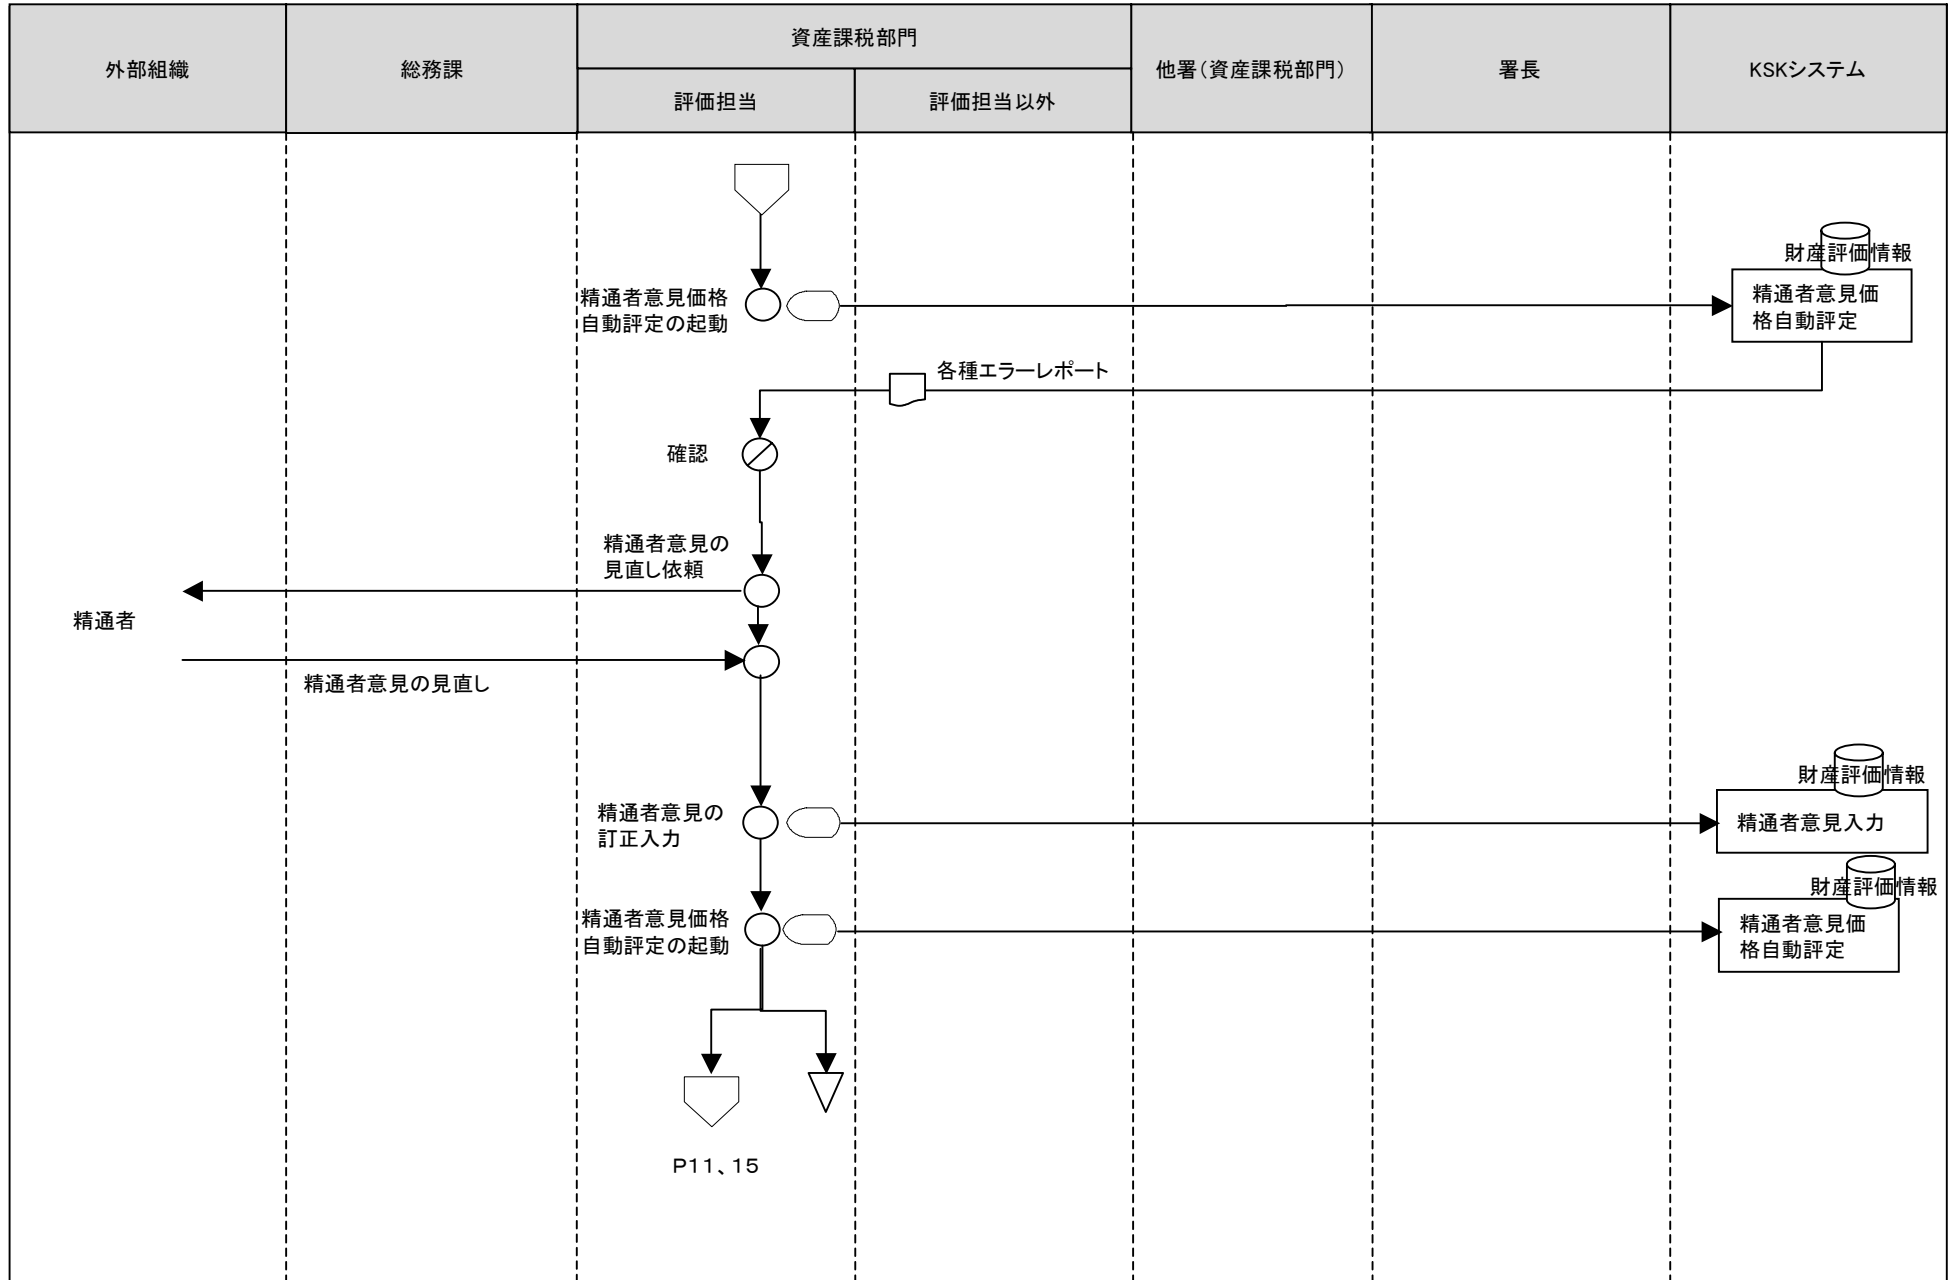 外部組織
総務課
資産課税部門
評価担当
評価担当以外
他署（資産課税部門）
署長
KSKシステム
財産評価情報
精通者意見価格
自動評定の起動
精通者意見価
格自動評定
各種エラーレポート
確認
精通者意見の
見直し依頼
精通者
精通者意見の見直し
財産評価情報
精通者意見の
訂正入力
精通者意見入力
財産評価情報
精通者意見価格
自動評定の起動
精通者意見価
格自動評定
P11、15